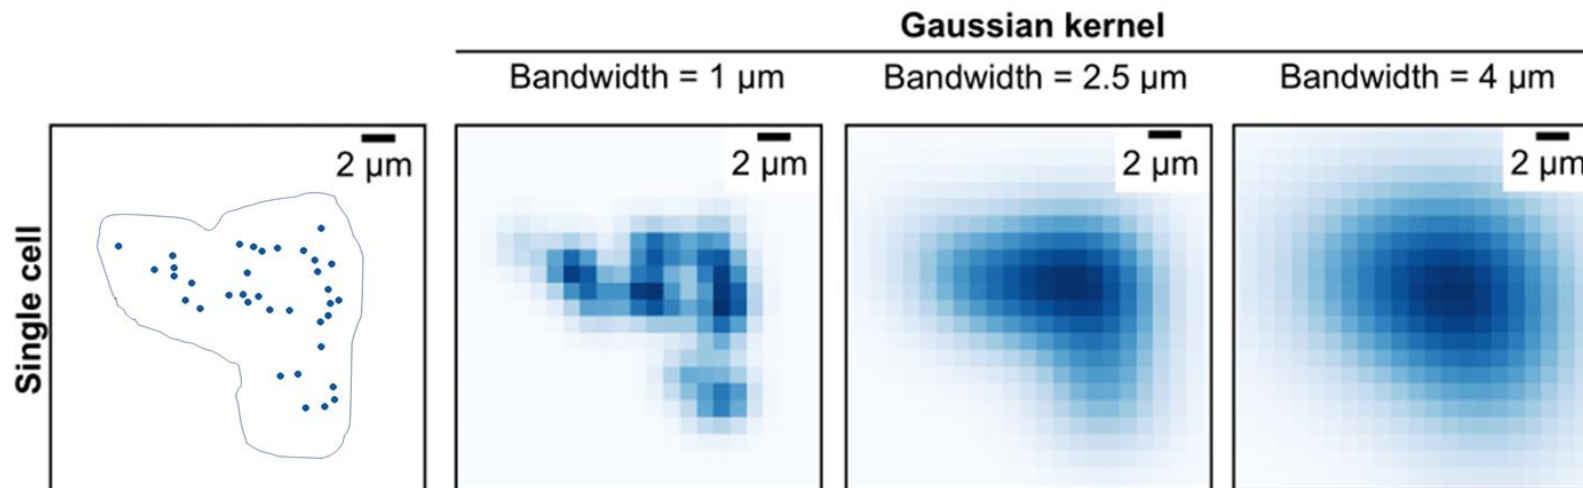 Gaussian kernel
Bandwidth = 1 µm
Bandwidth = 2.5 µm
Bandwidth = 4 µm
2 µm
2 µm
2 µm
2 µm
Single cell